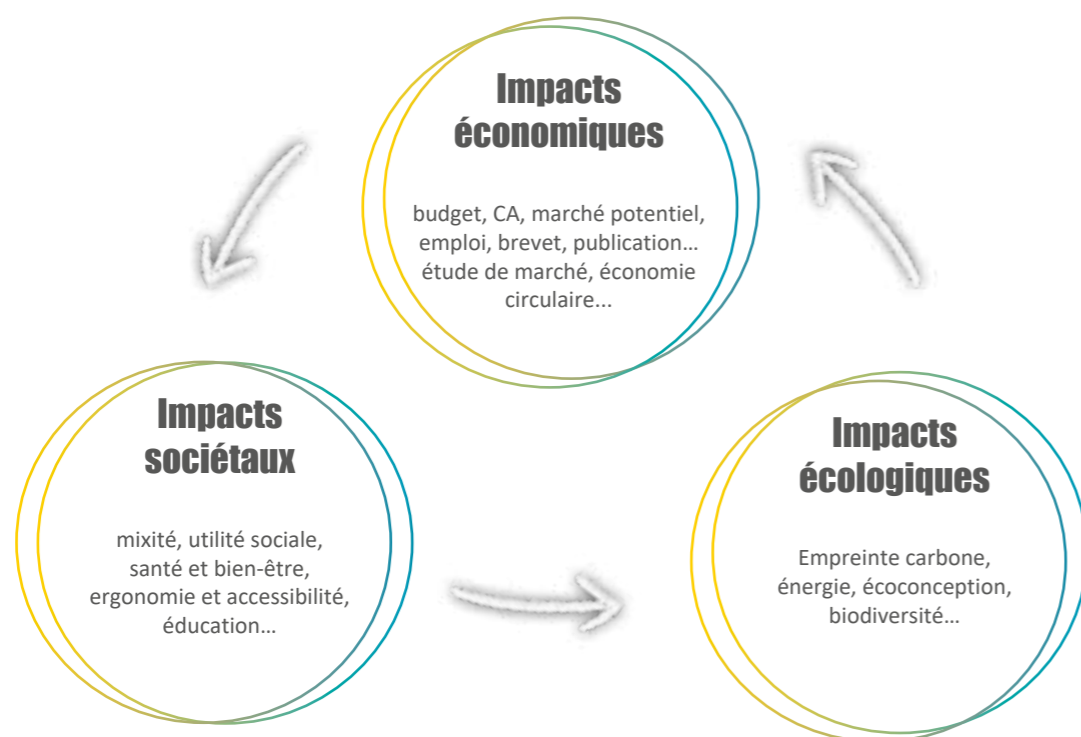 Impacts
économiques
budget, CA, marché potentiel,
emploi, brevet, publication…
étude de marché, économie
circulaire...
Impacts
sociétaux
mixité, utilité sociale,
santé et bien-être,
ergonomie et accessibilité,
éducation…
Impacts
écologiques
Empreinte carbone,
énergie, écoconception,
biodiversité…